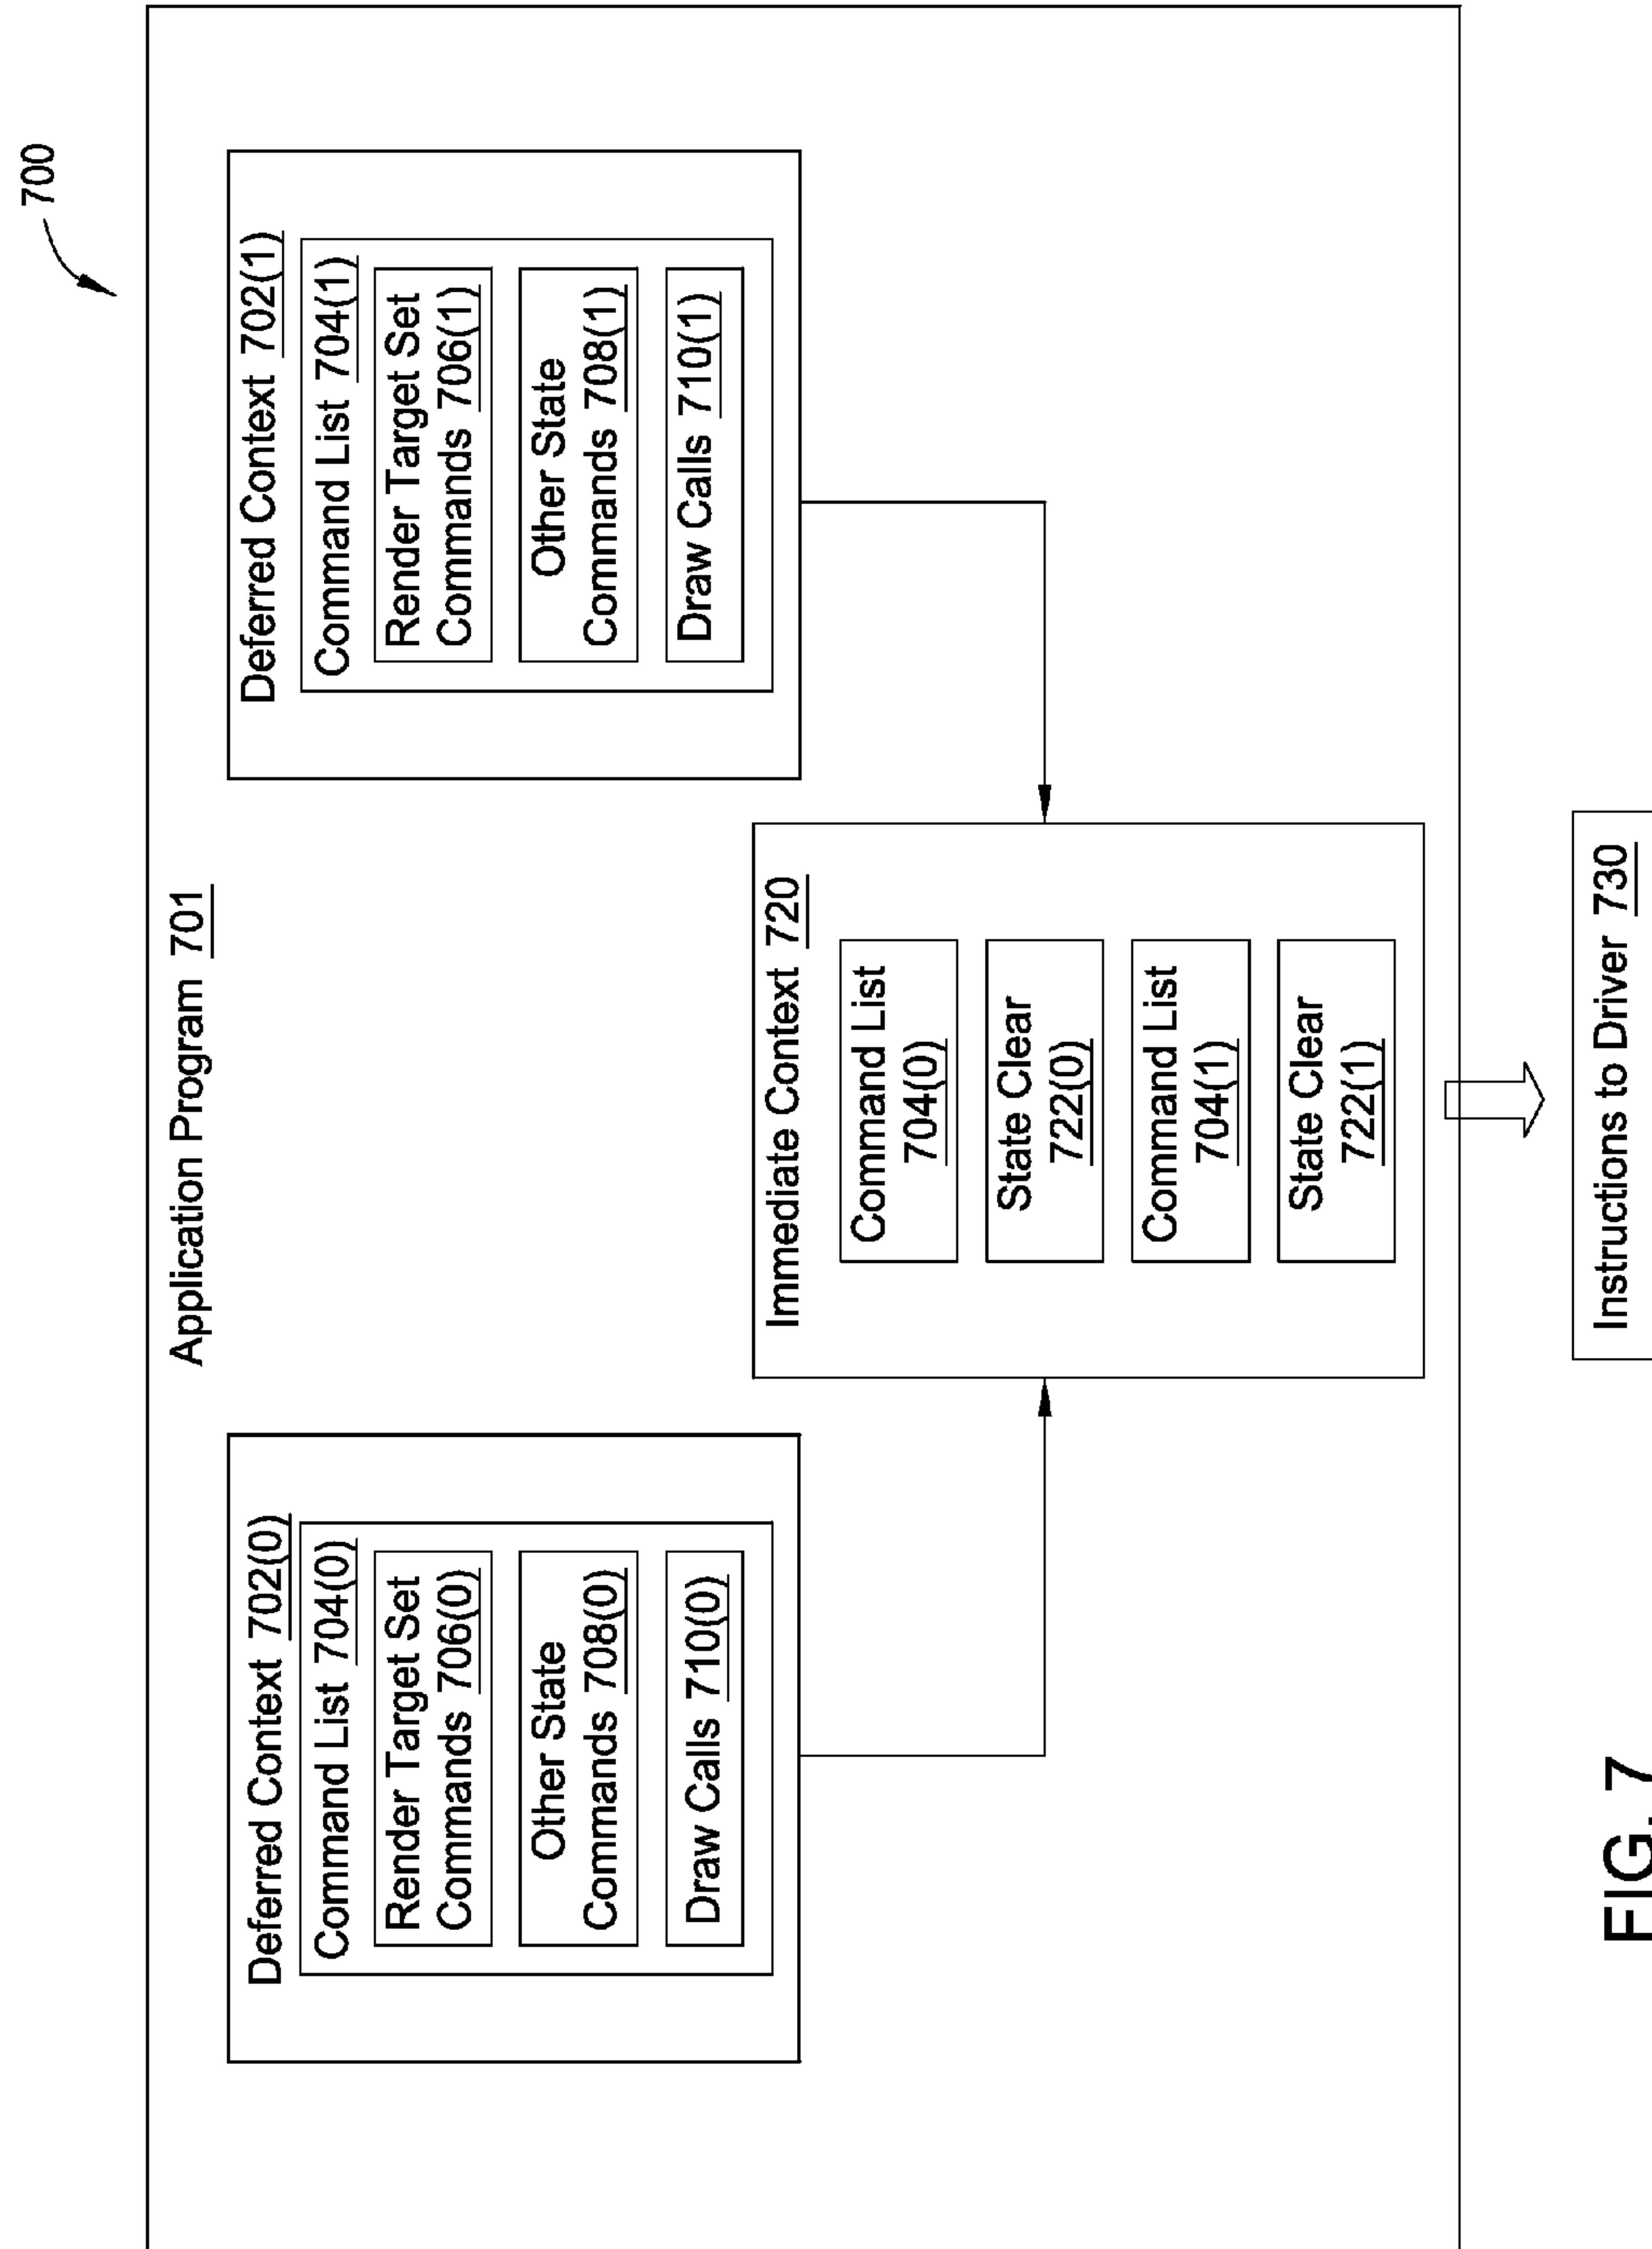 700
Application Program 701
Deferred Context 702(0)
Command List 704(0)
Render Target Set
Commands 706(0)
Other State
Commands 708(0)
Draw Calls 710(0)
Deferred Context 702(1)
Command List 704(1)
Render Target Set
Commands 706(1)
Other State
Commands 708(1)
Draw Calls 710(1)
Immediate Context 720
Command List
704(0)
State Clear
722(0)
Command List
704(1)
State Clear
722(1)
Instructions to Driver 730
FIG. 7